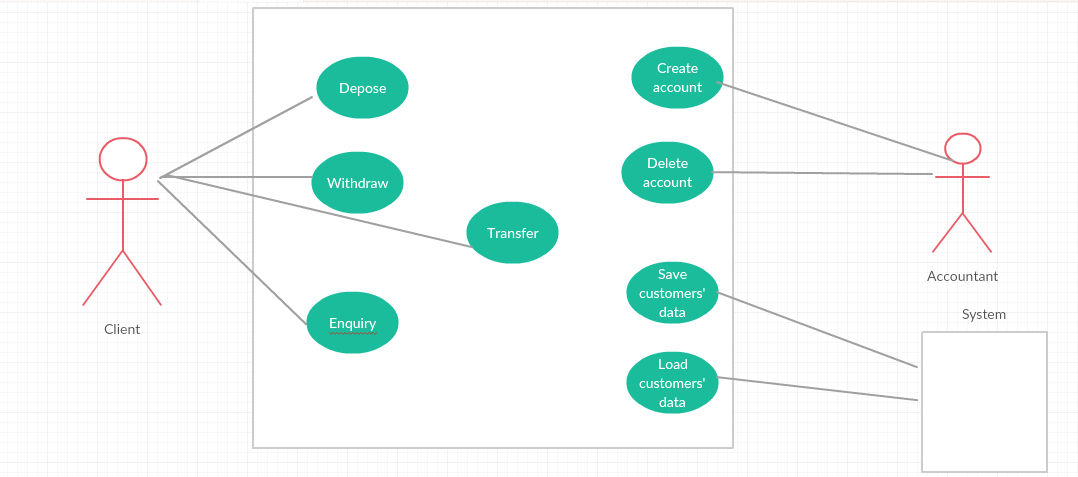 Depose
Withdraw
Transfer
Enquiry
Client
Create
account
Delete
account
Save
customers'
data
Load
customers'
data
Accountant
System